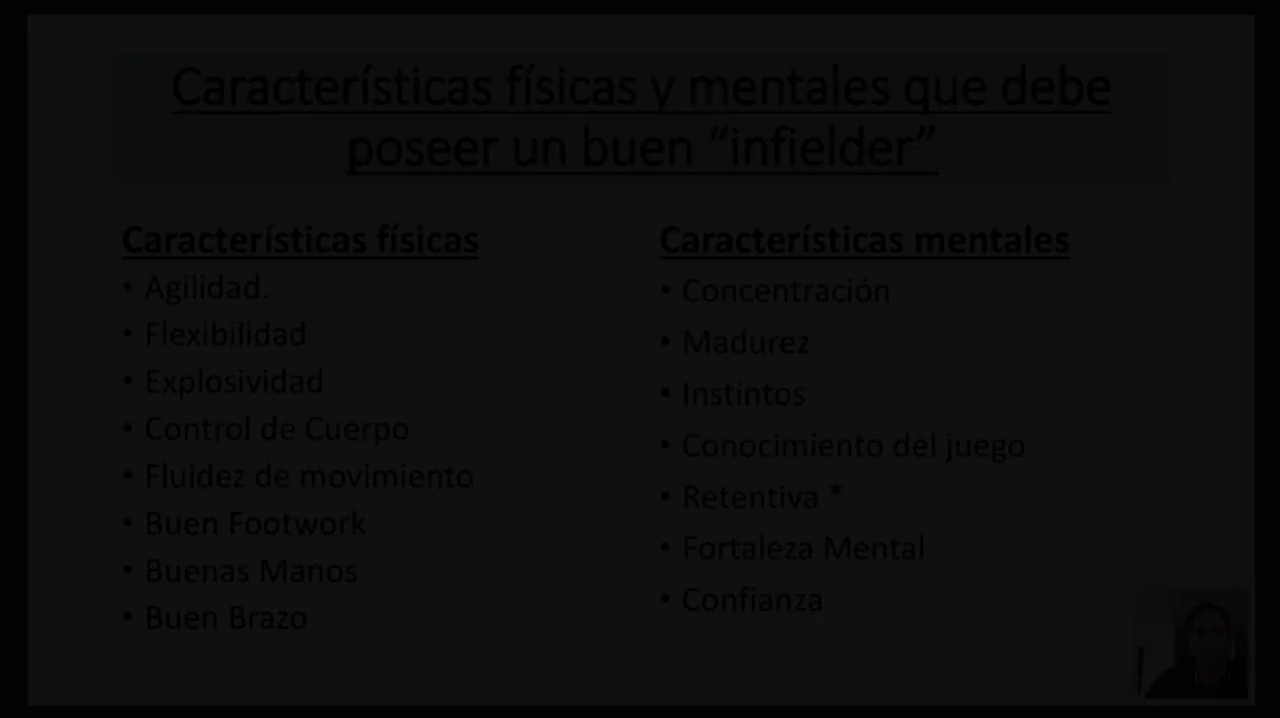 Características físicas y mentales que debe
poseer un buen “infielder”
Características físicas
• Agilidad.
• Flexibilidad
• Explosividad
• Control de Cuerpo
• Fluidez de movimiento
• Buen Footwork
• Buenas Manos
• Buen Brazo
Características mentales
• Concentración
• Madurez
• Instintos
• Conocimiento del juego
• Retentiva *
• Fortaleza Mental
• Confianza